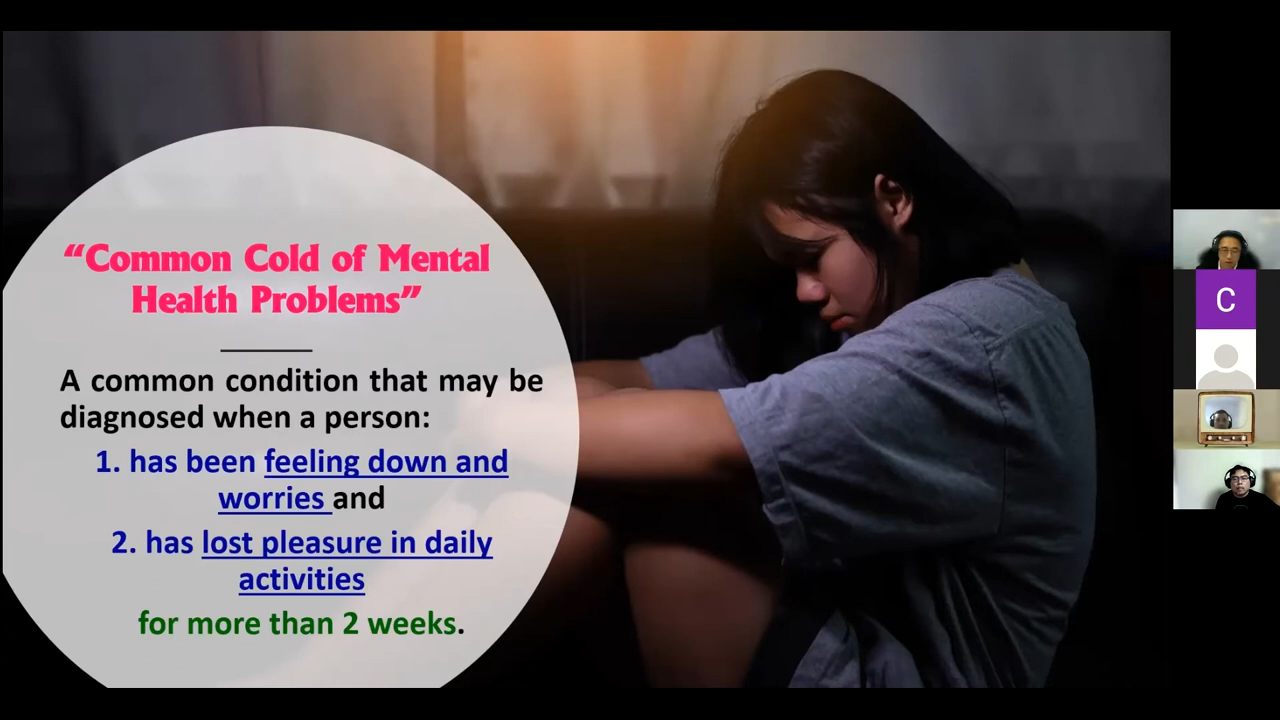 “Common Cold of Mental
Health Problems”
A common condition that may be
diagnosed when a person:
1. has been feeling down and
worries and
2. has lost pleasure in daily
activities
for more than 2 weeks.
C